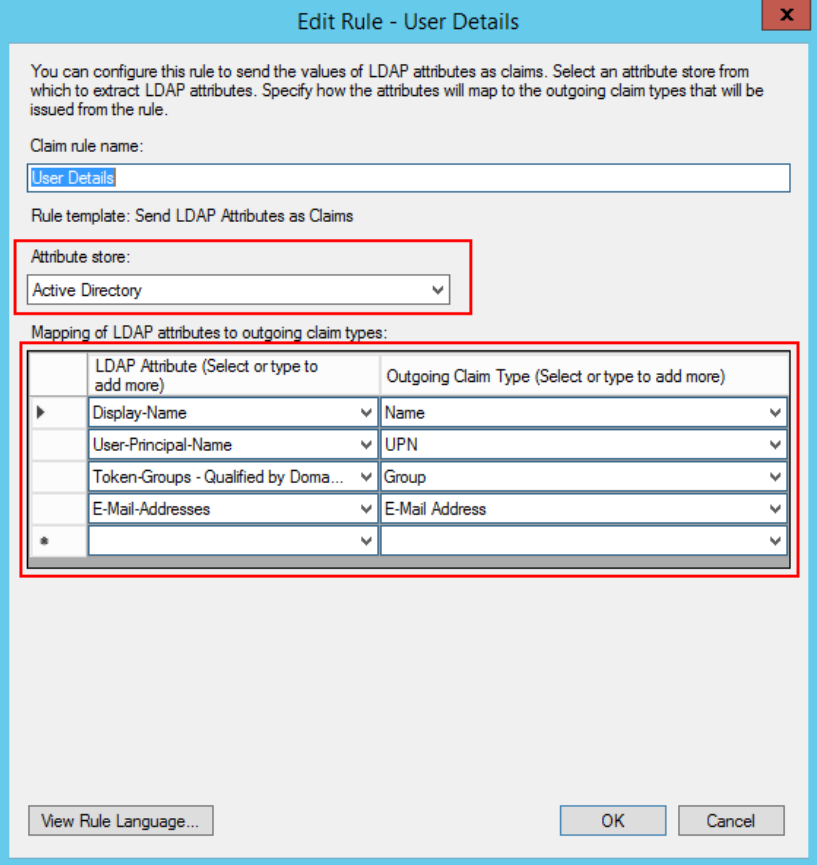 Edit Rule - User Details
x
You can configure this rule to send the values of LDAP attributes as claims. Select an attribute store from
which to extract LDAP attributes. Specify how the attributes will map to the outgoing claim types that will be
issued from the rule.
Claim rule name:
User Details
Rule template: Send LDAP Attributes as Claims
Attribute store:
Active Directory
Mapping of LDAP attributes to outgoing claim types:
LDAP Attribute (Select or type to
add more)
Outgoing Claim Type (Select or type to add more)
Display-Name
Name
User-Principal-Name
UPN
Token-Groups - Qualified by Doma...
Group
E-Mail-Addresses
E-Mail Address
*
View Rule Language...
OK
Cancel